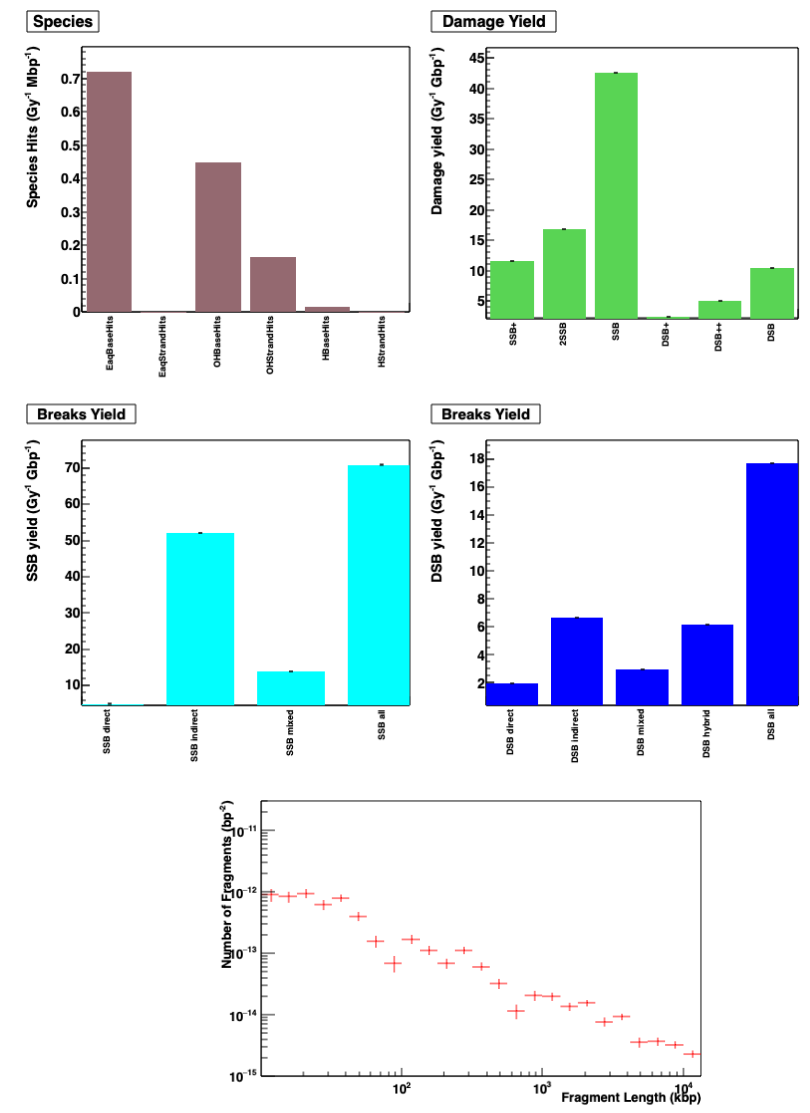 Species
Species Hits (Gy⁻¹ Mbp⁻¹)
0.7
0.6
0.5
0.4
0.3
0.2
0.1
0
EaqBaseHits
EaqStrandHits
OHBaseHits
OHStrandHits
HBaseHits
HStrandHits
Damage Yield
Damage yield (Gy⁻¹ Gbp⁻¹)
45
40
35
30
25
20
15
10
5
SSB+
2SSB
SSB
DSB+
DSB++
DSB
Breaks Yield
SSB yield (Gy⁻¹ Gbp⁻¹)
70
60
50
40
30
20
10
SSB direct
SSB indirect
SSB mixed
SSB all
Breaks Yield
DSB yield (Gy⁻¹ Gbp⁻¹)
18
16
14
12
10
8
6
4
2
DSB direct
DSB indirect
DSB mixed
DSB hybrid
DSB all
Number of Fragments (bp⁻²)
10⁻¹¹
10⁻¹²
10⁻¹³
10⁻¹⁴
10⁻¹⁵
10²
10³
10⁴
Fragment Length (kbp)